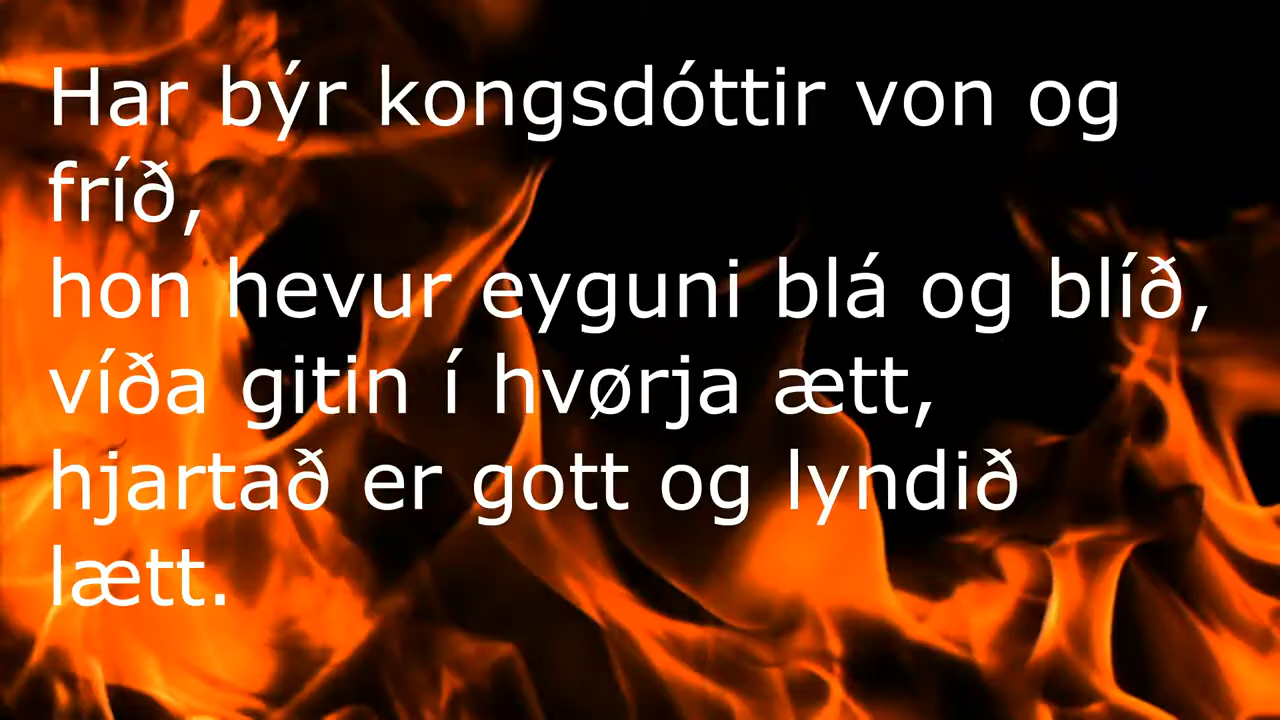 Har býr kongsdóttir von og
fríð,
hon hevur eyguni blá og blíð,
víða gitin í hvørja ætt,
hjartað er gott og lyndið
lætt.